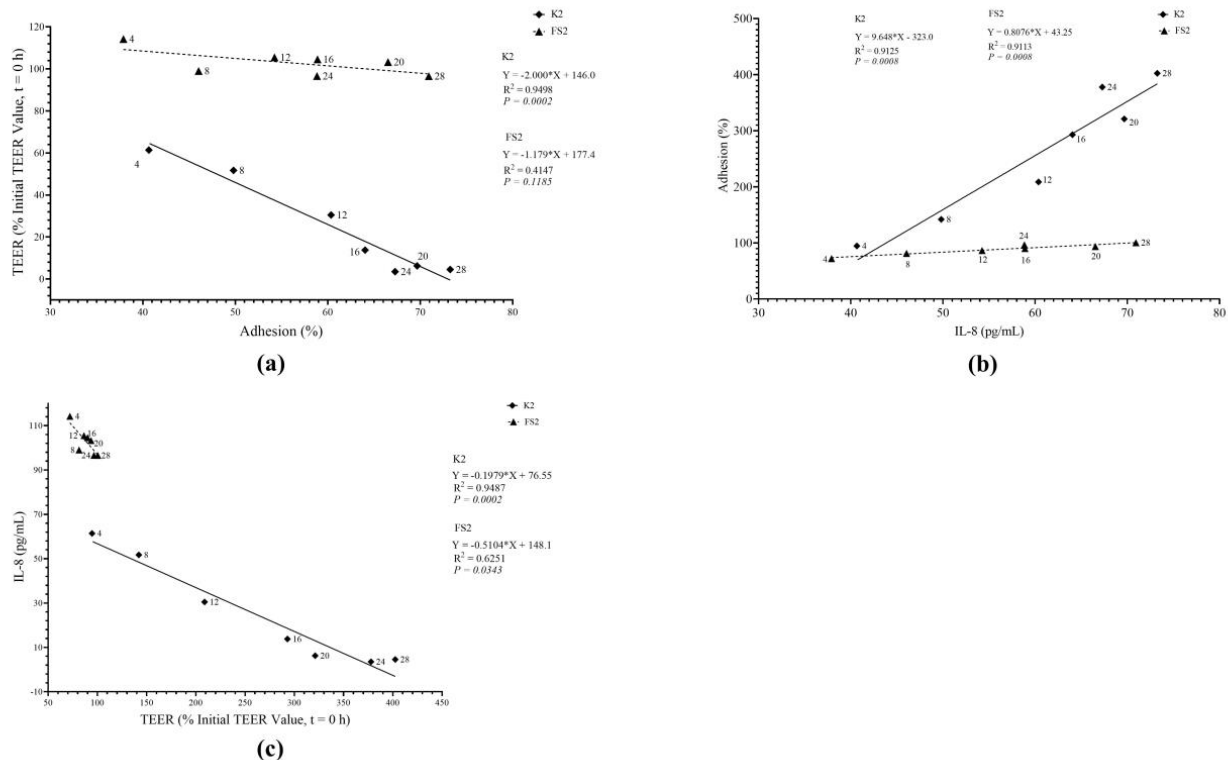 K2
FS2
TEER (% Initial TEER Value, t = 0 h)
120
100
80
60
40
20
0
4
8
12
16
24
20
28
4
8
12
16
24
20
28
K2
Y = -2.000*X + 146.0
R² = 0.9498
P = 0.0002
FS2
Y = -1.179*X + 177.4
R² = 0.4147
P = 0.1185
30 40 50 60 70 80
Adhesion (%)
(a)
K2
FS2
K2
Y = 9.648*X - 323.0
R² = 0.9125
P = 0.0008
FS2
Y = 0.8076*X + 43.25
R² = 0.9113
P = 0.0008
Adhesion (%)
500
400
300
200
100
0
4
8
12
16
24
20
28
4
8
12
24
16
20
28
30 40 50 60 70 80
IL-8 (pg/mL)
(b)
K2
FS2
IL-8 (pg/mL)
110
90
70
50
30
10
-10
4
12
16
20
8
24
28
4
8
12
16
20
24
28
K2
Y = -0.1979*X + 76.55
R² = 0.9487
P = 0.0002
FS2
Y = -0.5104*X + 148.1
R² = 0.6251
P = 0.0343
50 100 150 200 250 300 350 400 450
TEER (% Initial TEER Value, t = 0 h)
(c)